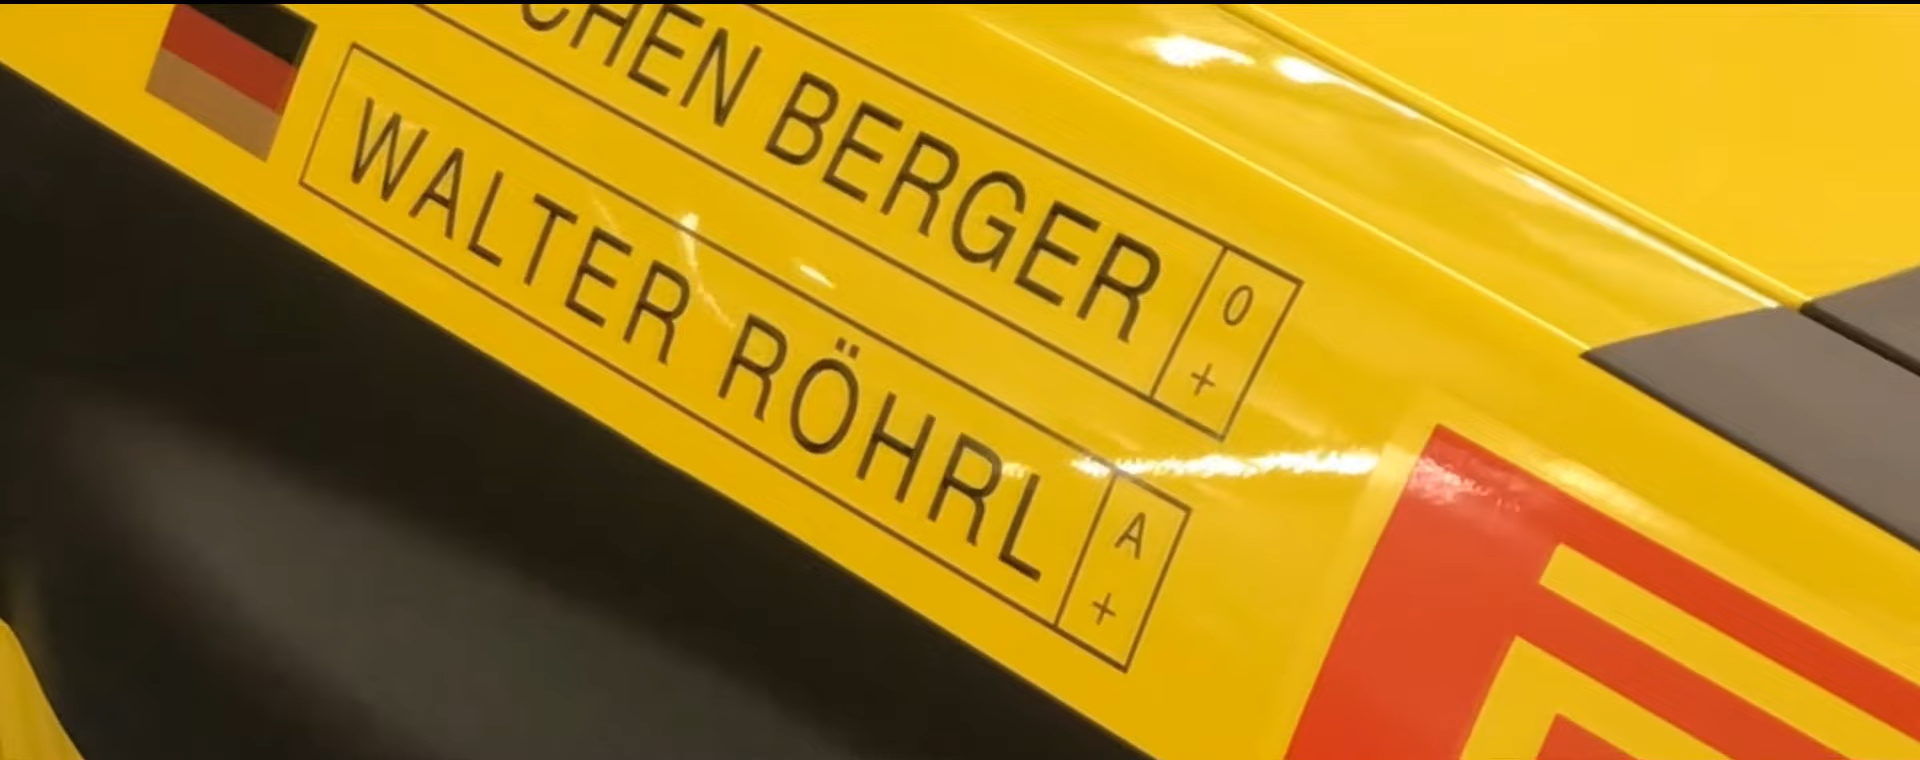 CHEN BERGER 0 +
WALTER RÖHRL A +